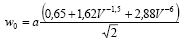 w₀ = a (0,65 + 1,62V^(-1,5) + 2,88V^(-6)) / √2